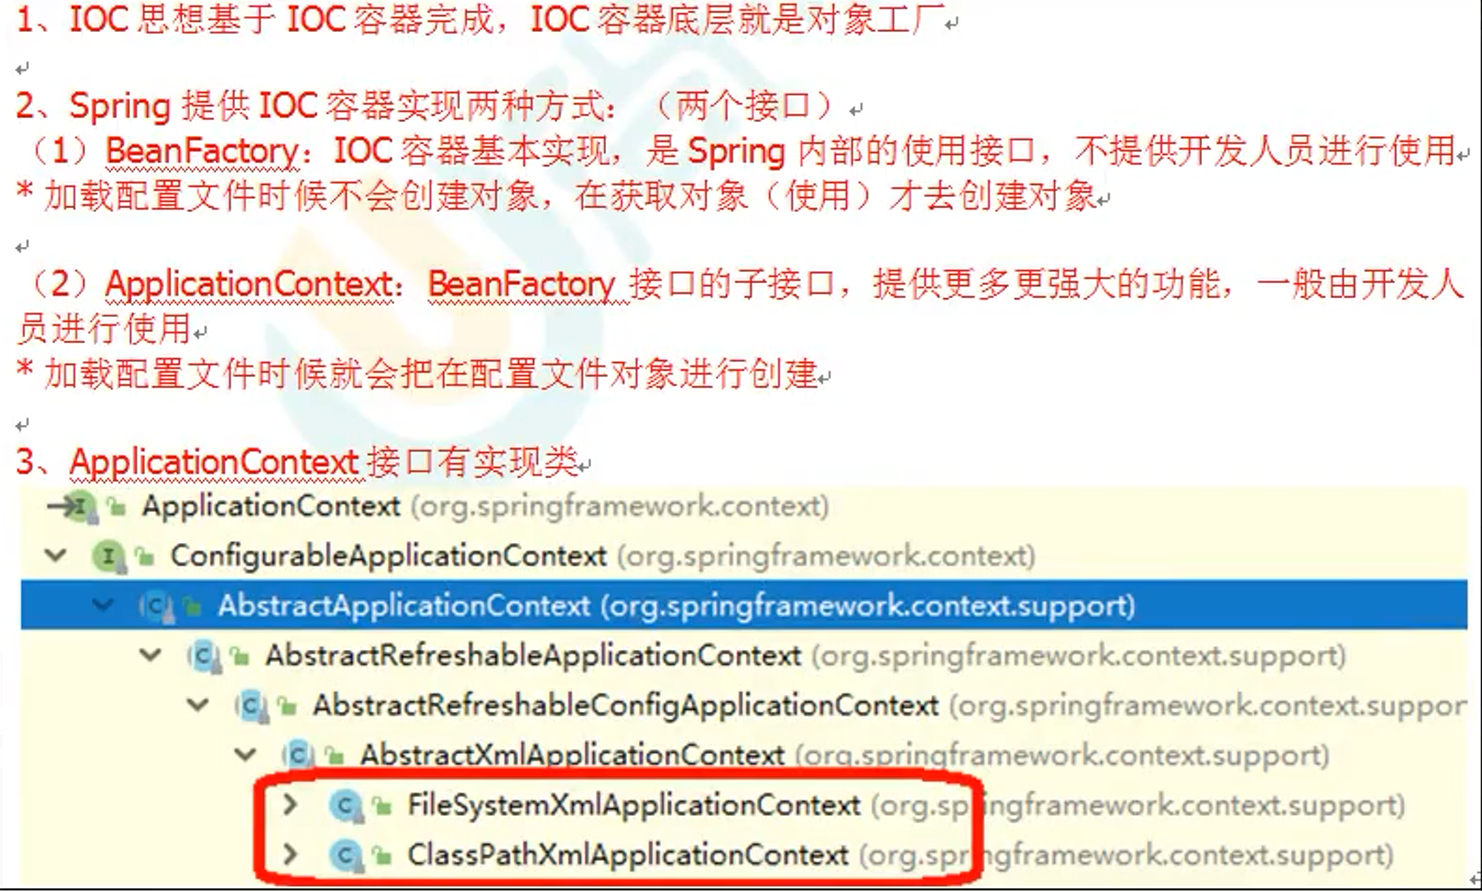 1、IOC 思想基于 IOC 容器完成，IOC 容器底层就是对象工厂
2、Spring 提供 IOC 容器实现两种方式：（两个接口）
（1）BeanFactory：IOC 容器基本实现，是 Spring 内部的使用接口，不提供开发人员进行使用
* 加载配置文件时候不会创建对象，在获取对象（使用）才去创建对象
（2）ApplicationContext：BeanFactory 接口的子接口，提供更多更强大的功能，一般由开发人
员进行使用
* 加载配置文件时候就会把在配置文件对象进行创建
3、ApplicationContext 接口有实现类
ApplicationContext (org.springframework.context)
ConfigurableApplicationContext (org.springframework.context)
AbstractApplicationContext (org.springframework.context.support)
AbstractRefreshableApplicationContext (org.springframework.context.support)
AbstractRefreshableConfigApplicationContext (org.springframework.context.suppor
AbstractXmlApplicationContext (org.springframework.context.support)
FileSystemXmlApplicationContext (org.springframework.context.support)
ClassPathXmlApplicationContext (org.springframework.context.support)